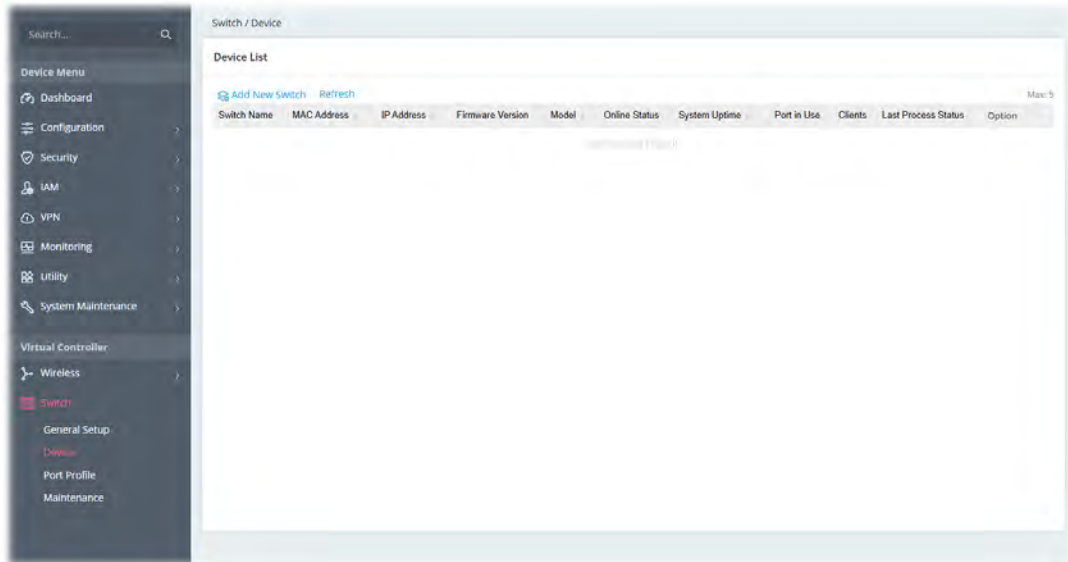 Switch / Device
Search...
Device List
Device Menu
Add New Switch Refresh Max: 5
Dashboard
Switch Name MAC Address IP Address Firmware Version Model Online Status System Uptime Port in Use Clients Last Process Status Option
Configuration
Security
IAM
VPN
Monitoring
Utility
System Maintenance
Virtual Controller
Wireless
Switch
General Setup
Device
Port Profile
Maintenance